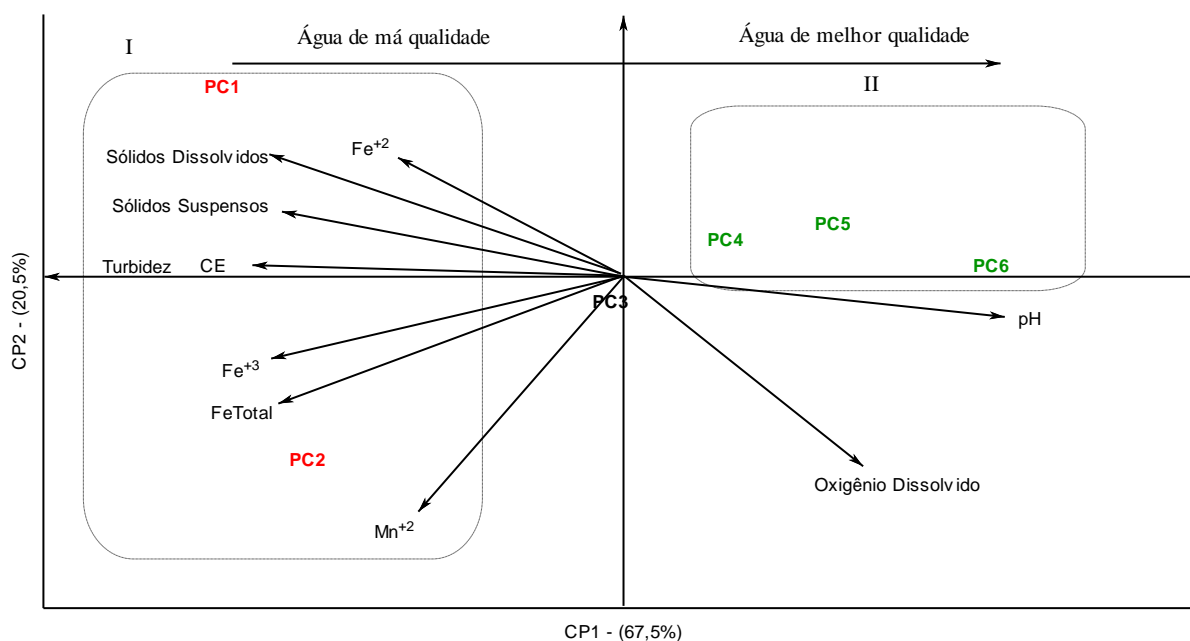 I
Água de má qualidade
Água de melhor qualidade
II
PC1
Sólidos Dissolvidos
Fe+2
Sólidos Suspensos
Turbidez
CE
PC3
PC4
PC5
PC6
pH
Fe+3
FeTotal
PC2
Mn+2
Oxigênio Dissolvido
CP2 - (20,5%)
CP1 - (67,5%)